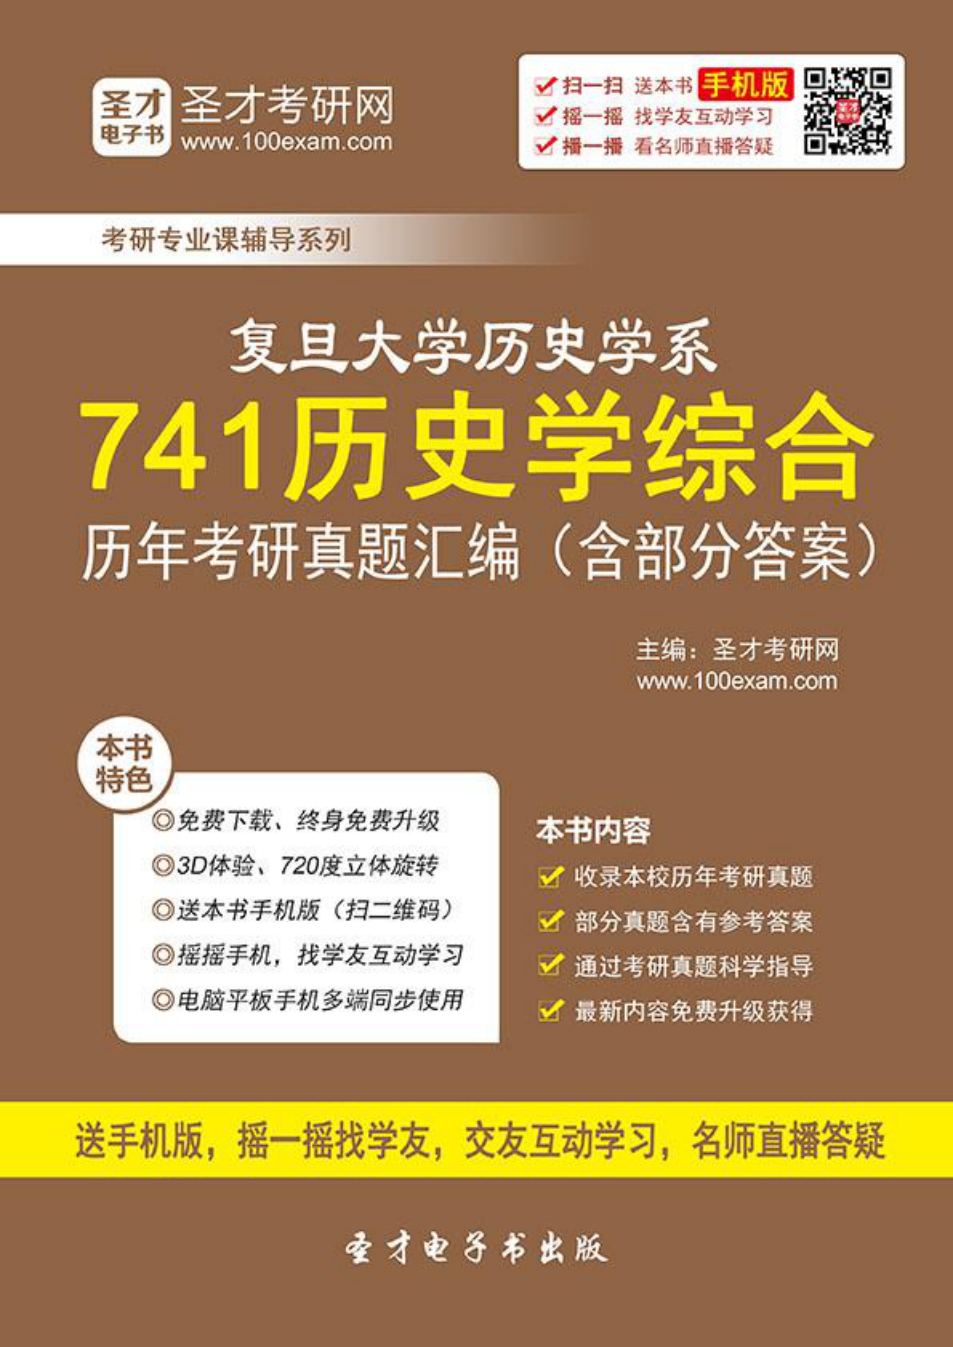 圣才
电子书
圣才考研网
www.100exam.com
扫一扫 送本书 手机版
摇一摇 找学友互动学习
播一播 看名师直播答疑
圣才
电子书
考研专业课辅导系列
复旦大学历史学系
741历史学综合
历年考研真题汇编（含部分答案）
主编：圣才考研网
www.100exam.com
本书
特色
◎免费下载、终身免费升级
◎3D体验、720度立体旋转
◎送本书手机版（扫二维码）
◎摇摇手机，找学友互动学习
◎电脑平板手机多端同步使用
本书内容
收录本校历年考研真题
部分真题含有参考答案
通过考研真题科学指导
最新内容免费升级获得
送手机版，摇一摇找学友，交友互动学习，名师直播答疑
圣才电子书出版